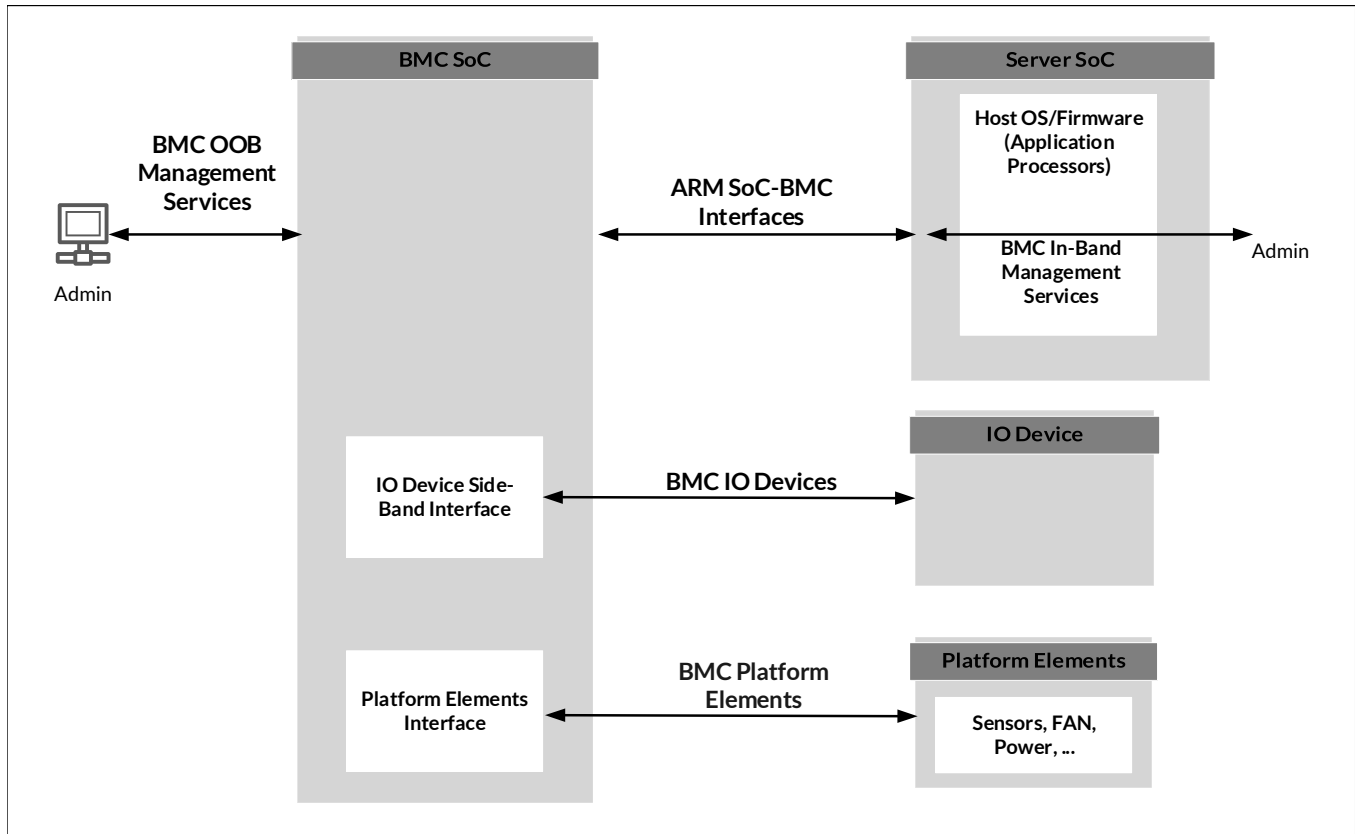 BMC SoC
Server SoC
Host OS/Firmware
(Application
Processors)
BMC OOB
Management
Services
ARM SoC-BMC
Interfaces
BMC In-Band
Management
Services
Admin
Admin
IO Device
IO Device Side-
Band Interface
BMC IO Devices
Platform Elements
BMC Platform
Elements
Platform Elements
Interface
Sensors, FAN,
Power, ...